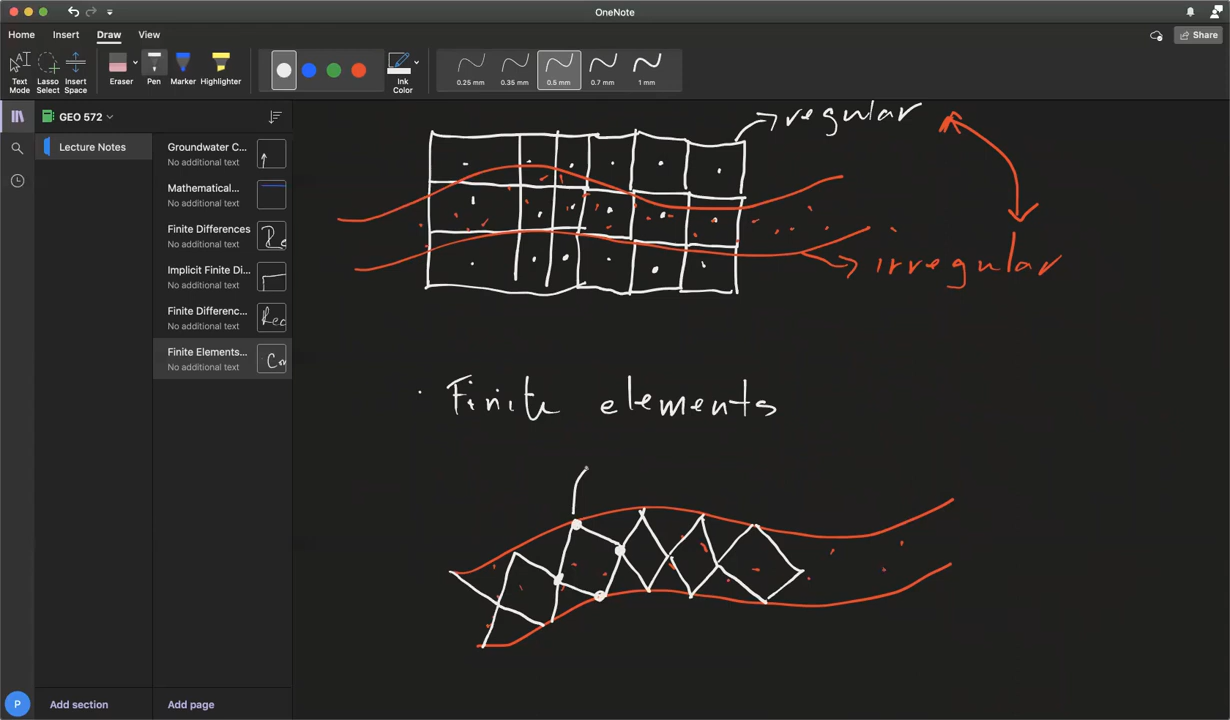 OneNote
Home Insert Draw View
Share
Text Mode
Lasso Select
Insert Space
Eraser
Pen
Marker
Highlighter
Ink Color
0.25 mm
0.35 mm
0.5 mm
0.7 mm
1 mm
GEO 572
Lecture Notes
Groundwater C...
No additional text
Mathematical...
No additional text
Finite Differences
No additional text
Implicit Finite Di...
No additional text
Finite Differenc...
No additional text
Finite Elements...
No additional text
regular
irregular
· Finite elements
P
Add section
Add page